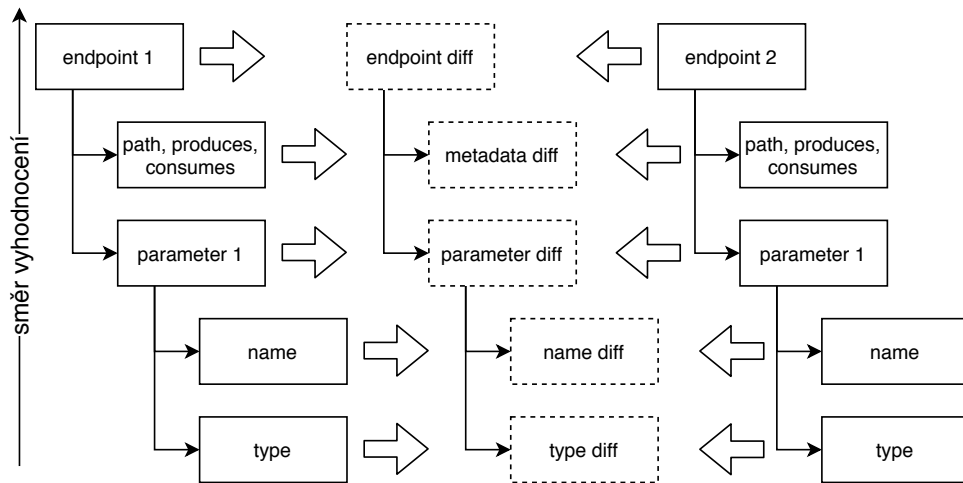 endpoint 1
endpoint diff
endpoint 2
path, produces,
consumes
metadata diff
path, produces,
consumes
parameter 1
parameter diff
parameter 1
name
name diff
name
type
type diff
type
směr vyhodnocení